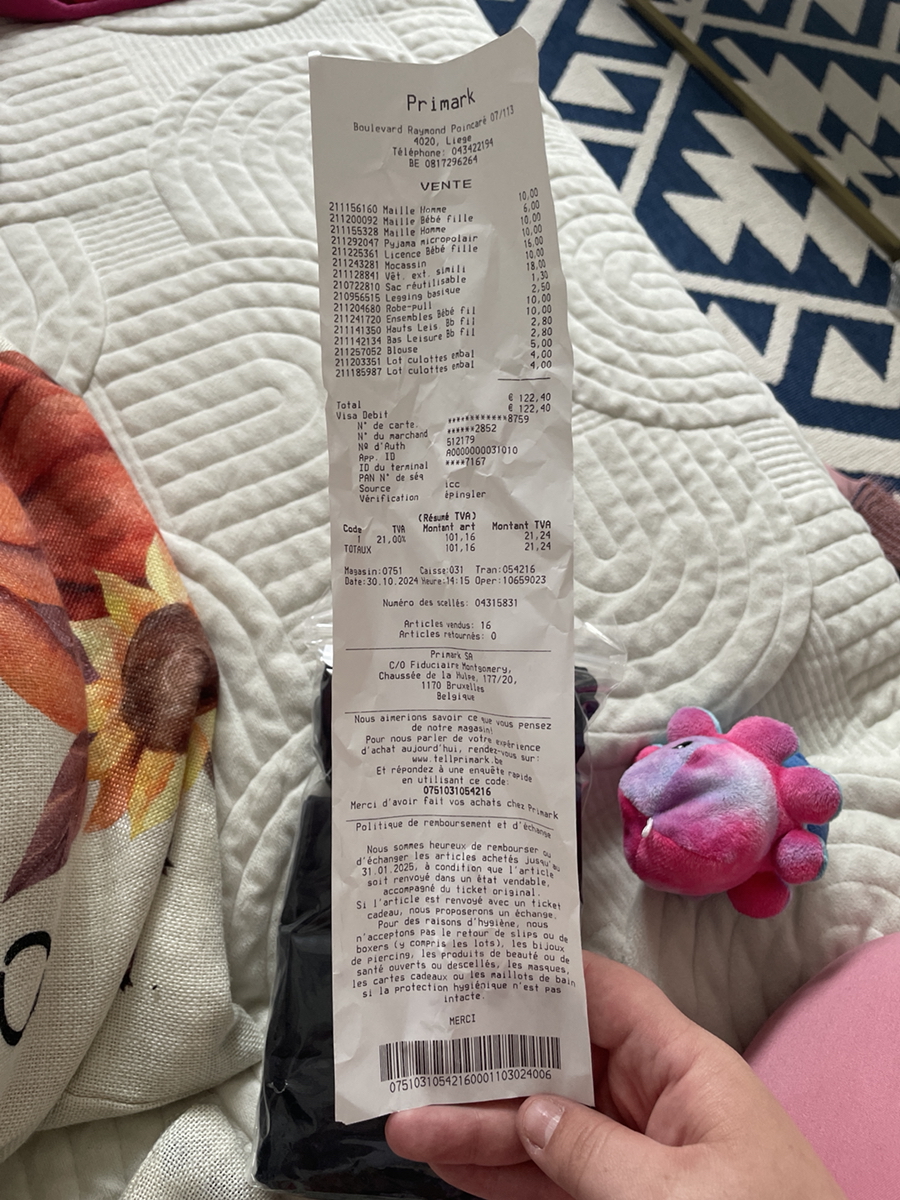 Primark
Boulevard Raymond Poincaré 07/113
4020, Liege
Téléphone: 043422194
BE 0817296264
VENTE
211156160 Maille Homme 10,00
211200092 Maille Bébé fille 6,00
211155328 Maille Homme 10,00
211292047 Pyjama micropolair 10,00
211225361 Licence Bébé fille 16,00
211243281 Mocassin 10,00
211128841 Vêt. ext. simili 18,00
210722810 Sac réutilisable 1,30
210956515 Legging basique 2,50
211204680 Robe-pull 10,00
211241720 Ensembles Bébé fil 10,00
211141350 Hauts Leis Bb fil 2,80
211142134 Bas Leisure Bb fil 2,80
211257052 Blouse 5,00
211203351 Lot culottes embal 4,00
211185987 Lot culottes embal 4,00
Total € 122,40
Visa Debit € 122,40
N° de carte. ************8759
N° du marchand ******2852
Nº d'Auth 512179
App. ID A0000000031010
ID du terminal ****7167
PAN N° de séq
Source icc
Vérification épingler
(Résumé TVA)
Code TVA Montant art Montant TVA
1 21,00% 101,16 21,24
TOTAUX 101,16 21,24
Magasin:0751 Caisse:031 Tran:054216
Date:30.10.2024 Heure:14:15 Oper:10659023
Numéro des scellés: 04315831
Articles vendus: 16
Articles retournés: 0
Primark SA
C/O Fiduciaire Montgomery,
Chaussée de la Hulpe, 177/20,
1170 Bruxelles
Belgique
Nous aimerions savoir ce que vous pensez
de notre magasin!
Pour nous parler de votre expérience
d'achat aujourd'hui, rendez-vous sur:
www.tellprimark.be
Et répondez à une enquête rapide
en utilisant ce code:
0751031054216
Merci d'avoir fait vos achats chez Primark
Politique de remboursement et d'échange
Nous sommes heureux de rembourser ou
d'échanger les articles achetés jusqu'au
31.01.2025, à condition que l'article
soit renvoyé dans un état vendable,
accompagné du ticket original.
Si l'article est renvoyé avec un ticket
cadeau, nous proposerons un échange.
Pour des raisons d'hygiène, nous
n'acceptons pas le retour de slips ou de
boxers (y compris les lots), les bijoux
de piercing, les produits de beauté ou de
santé ouverts ou descellés, les masques,
les cartes cadeaux ou les maillots de bain
si la protection hygiénique n'est pas
intacte.
MERCI
07510310542160001103024006